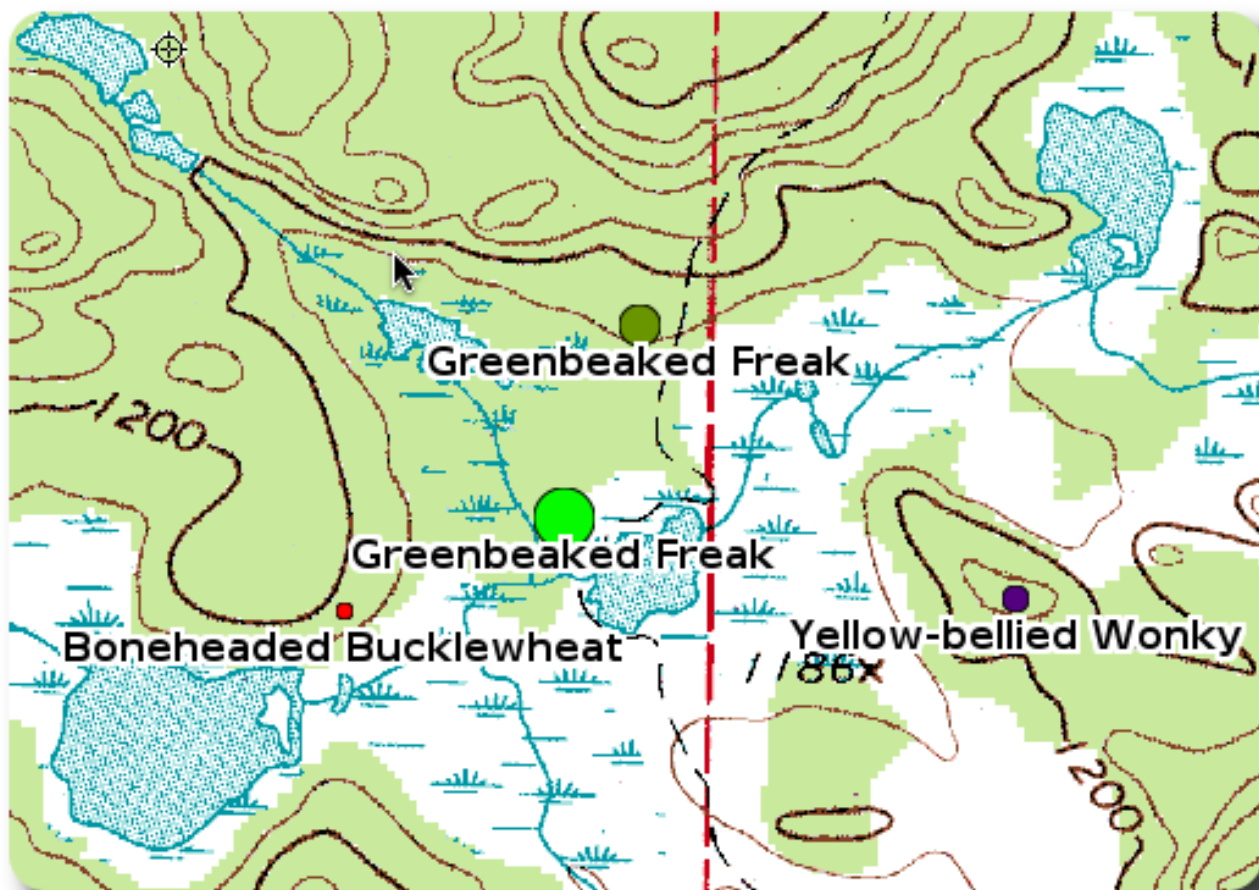 Greenbeaked Freak
1200
Greenbeaked Freak
Boneheaded Bucklewheat
Yellow-bellied Wonky
1186x
1200